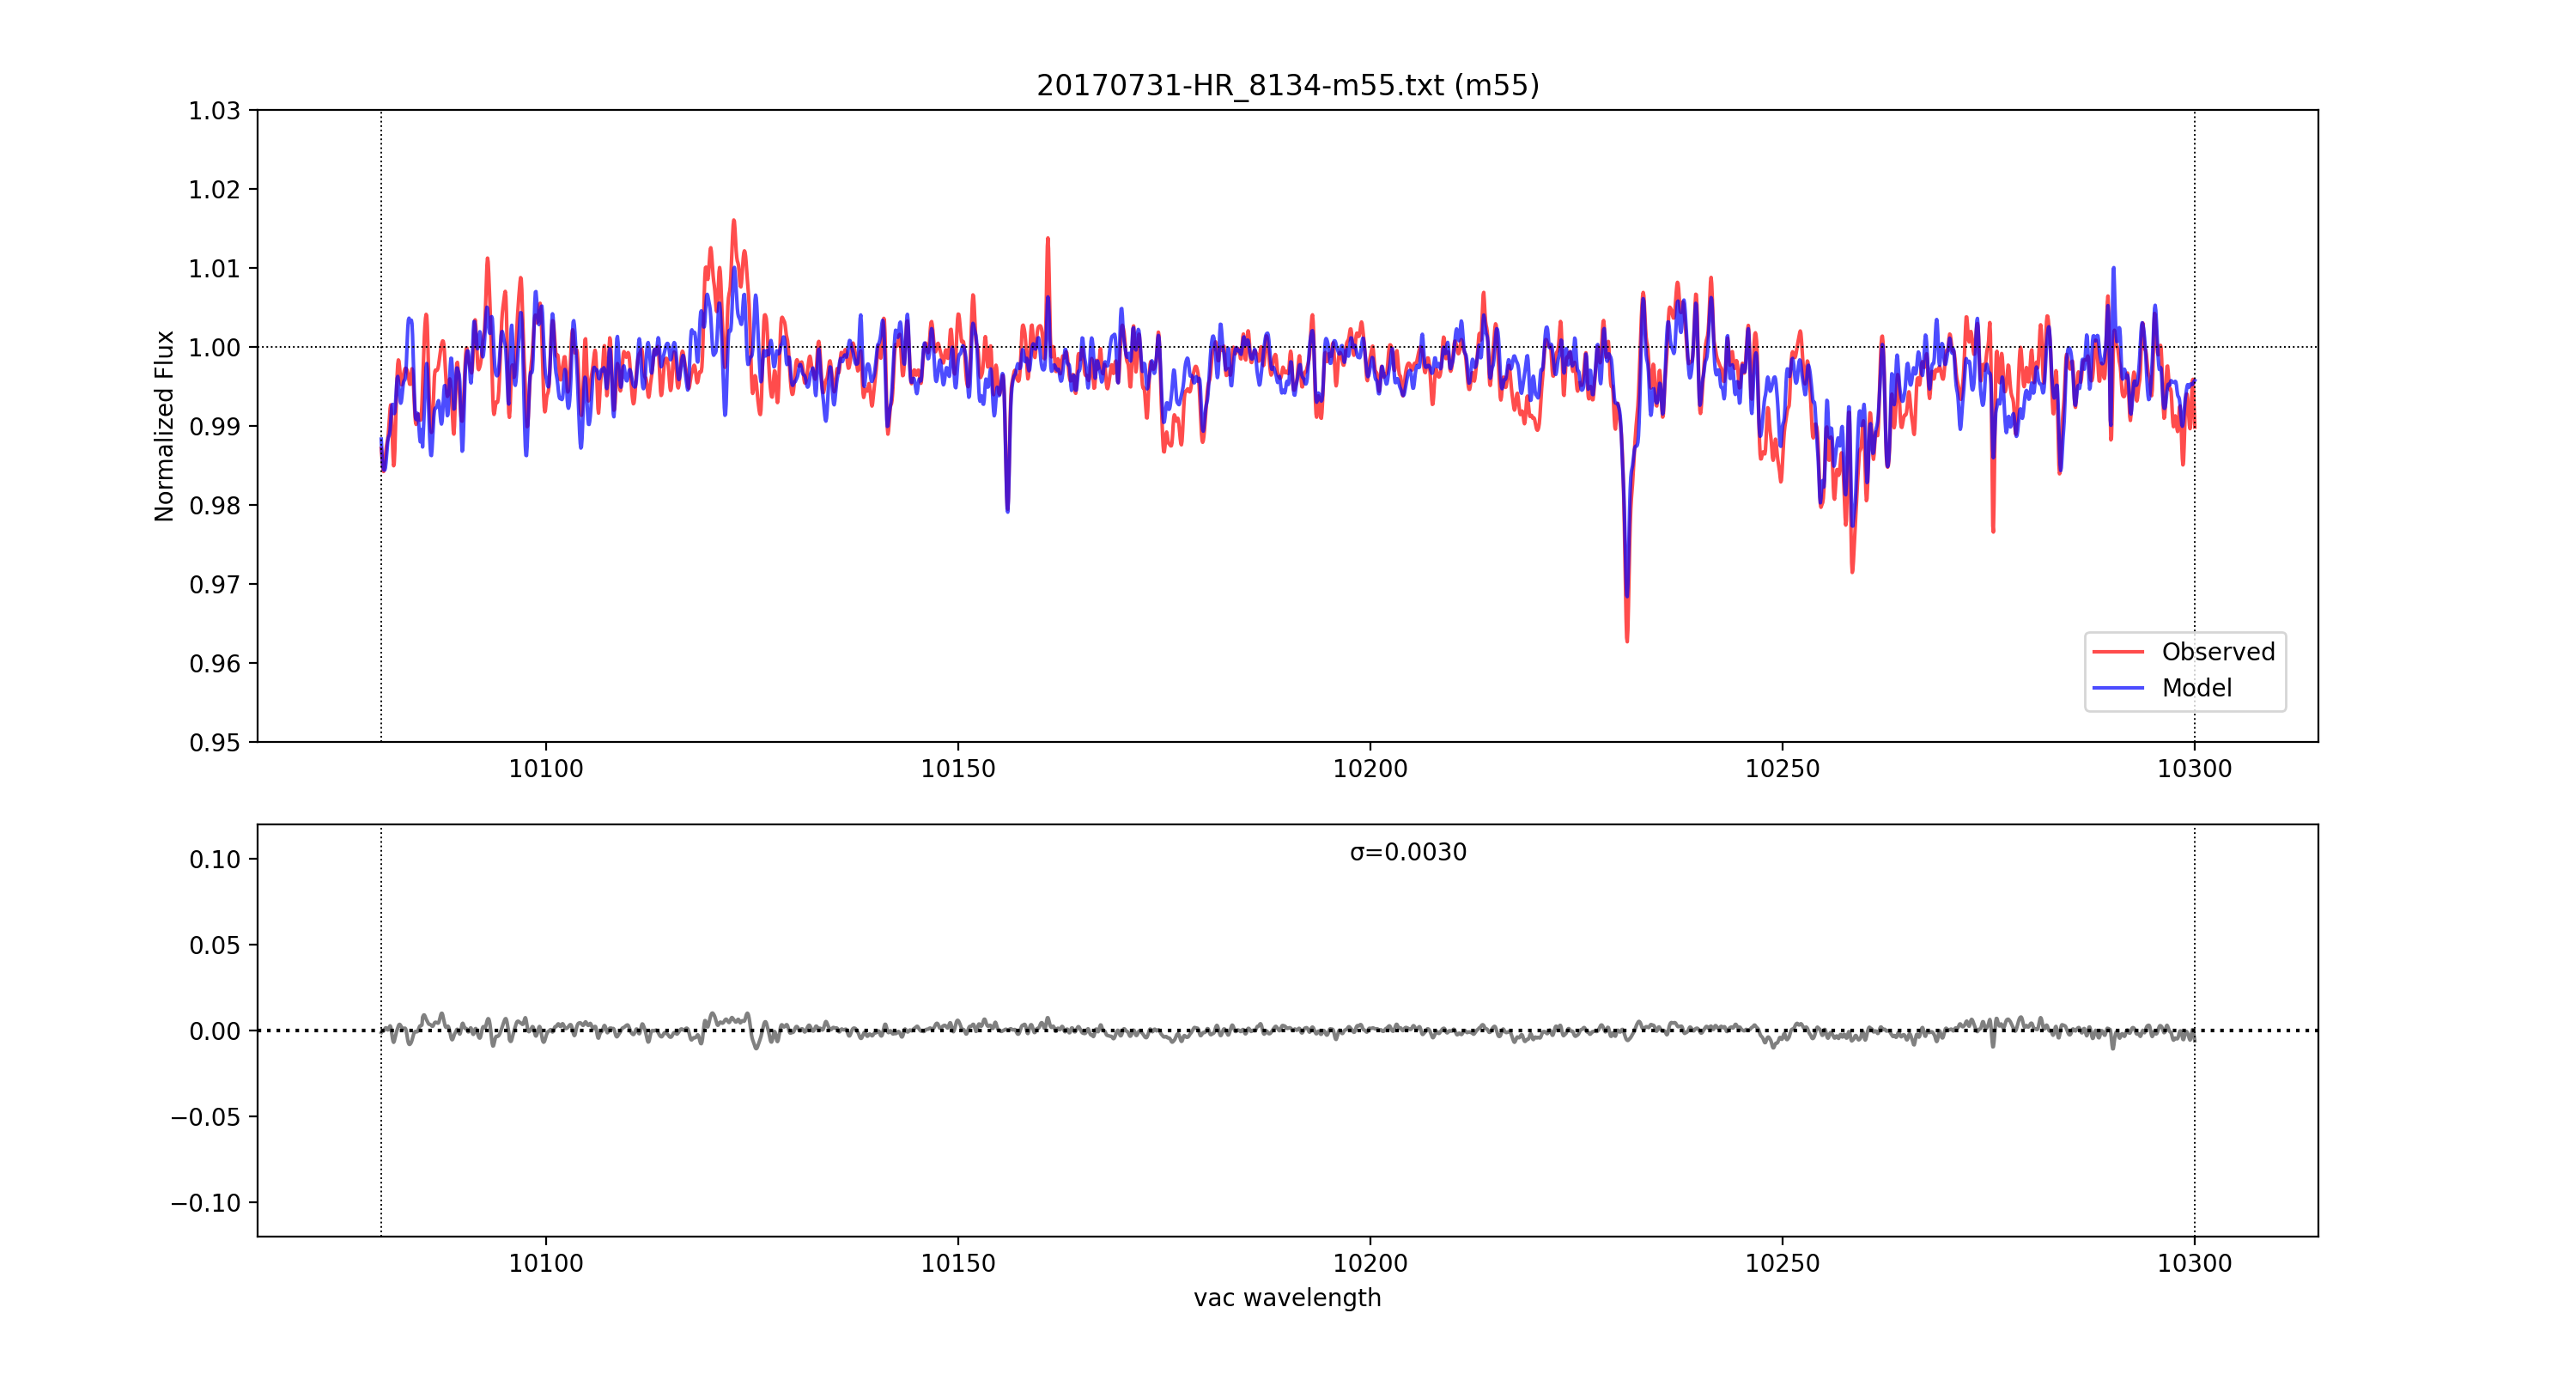 20170731-HR_8134-m55.txt (m55)
1.03
1.02
1.01
1.00
0.99
0.98
0.97
0.96
0.95
Normalized Flux
Observed
Model
10100 10150 10200 10250 10300
σ=0.0030
0.10
0.05
0.00
−0.05
−0.10
10100 10150 10200 10250 10300
vac wavelength